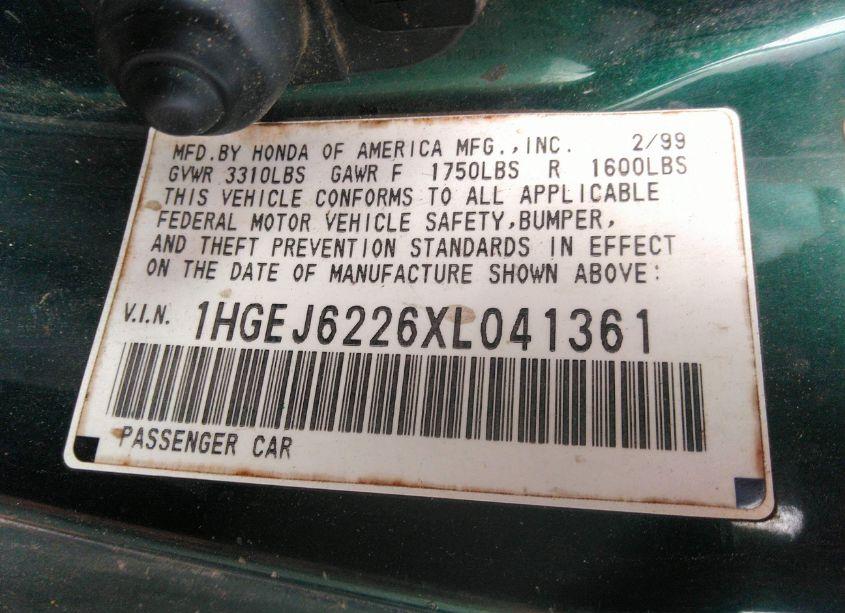 MFD.BY HONDA OF AMERICA MFG.,INC. 2/99
GVWR 3310LBS GAWR F 1750LBS R 1600LBS
THIS VEHICLE CONFORMS TO ALL APPLICABLE
FEDERAL MOTOR VEHICLE SAFETY,BUMPER,
AND THEFT PREVENTION STANDARDS IN EFFECT
ON THE DATE OF MANUFACTURE SHOWN ABOVE:
V.I.N. 1HGEJ6226XL041361
PASSENGER CAR